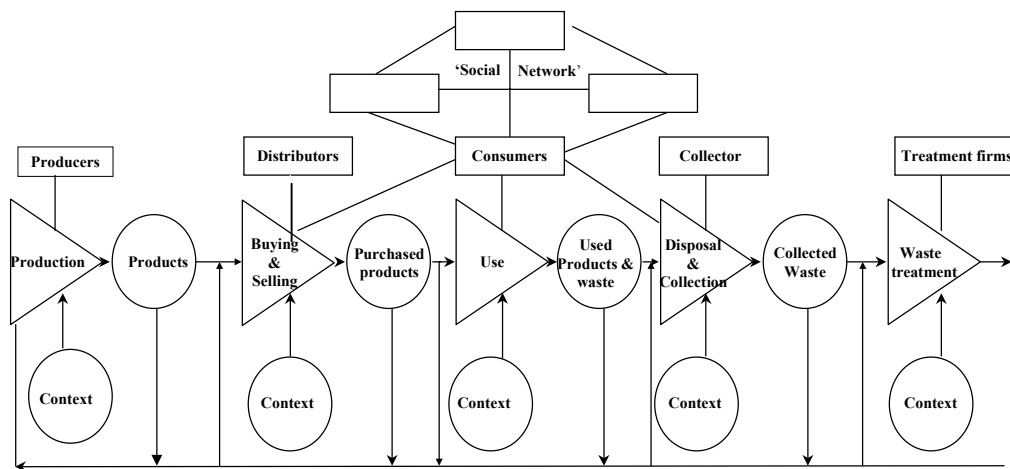 ‘Social Network’
Producers
Distributors
Consumers
Collector
Treatment firms
Production
Products
Buying
&
Selling
Purchased
products
Use
Used
Products &
waste
Disposal
&
Collection
Collected
Waste
Waste
treatment
Context
Context
Context
Context
Context